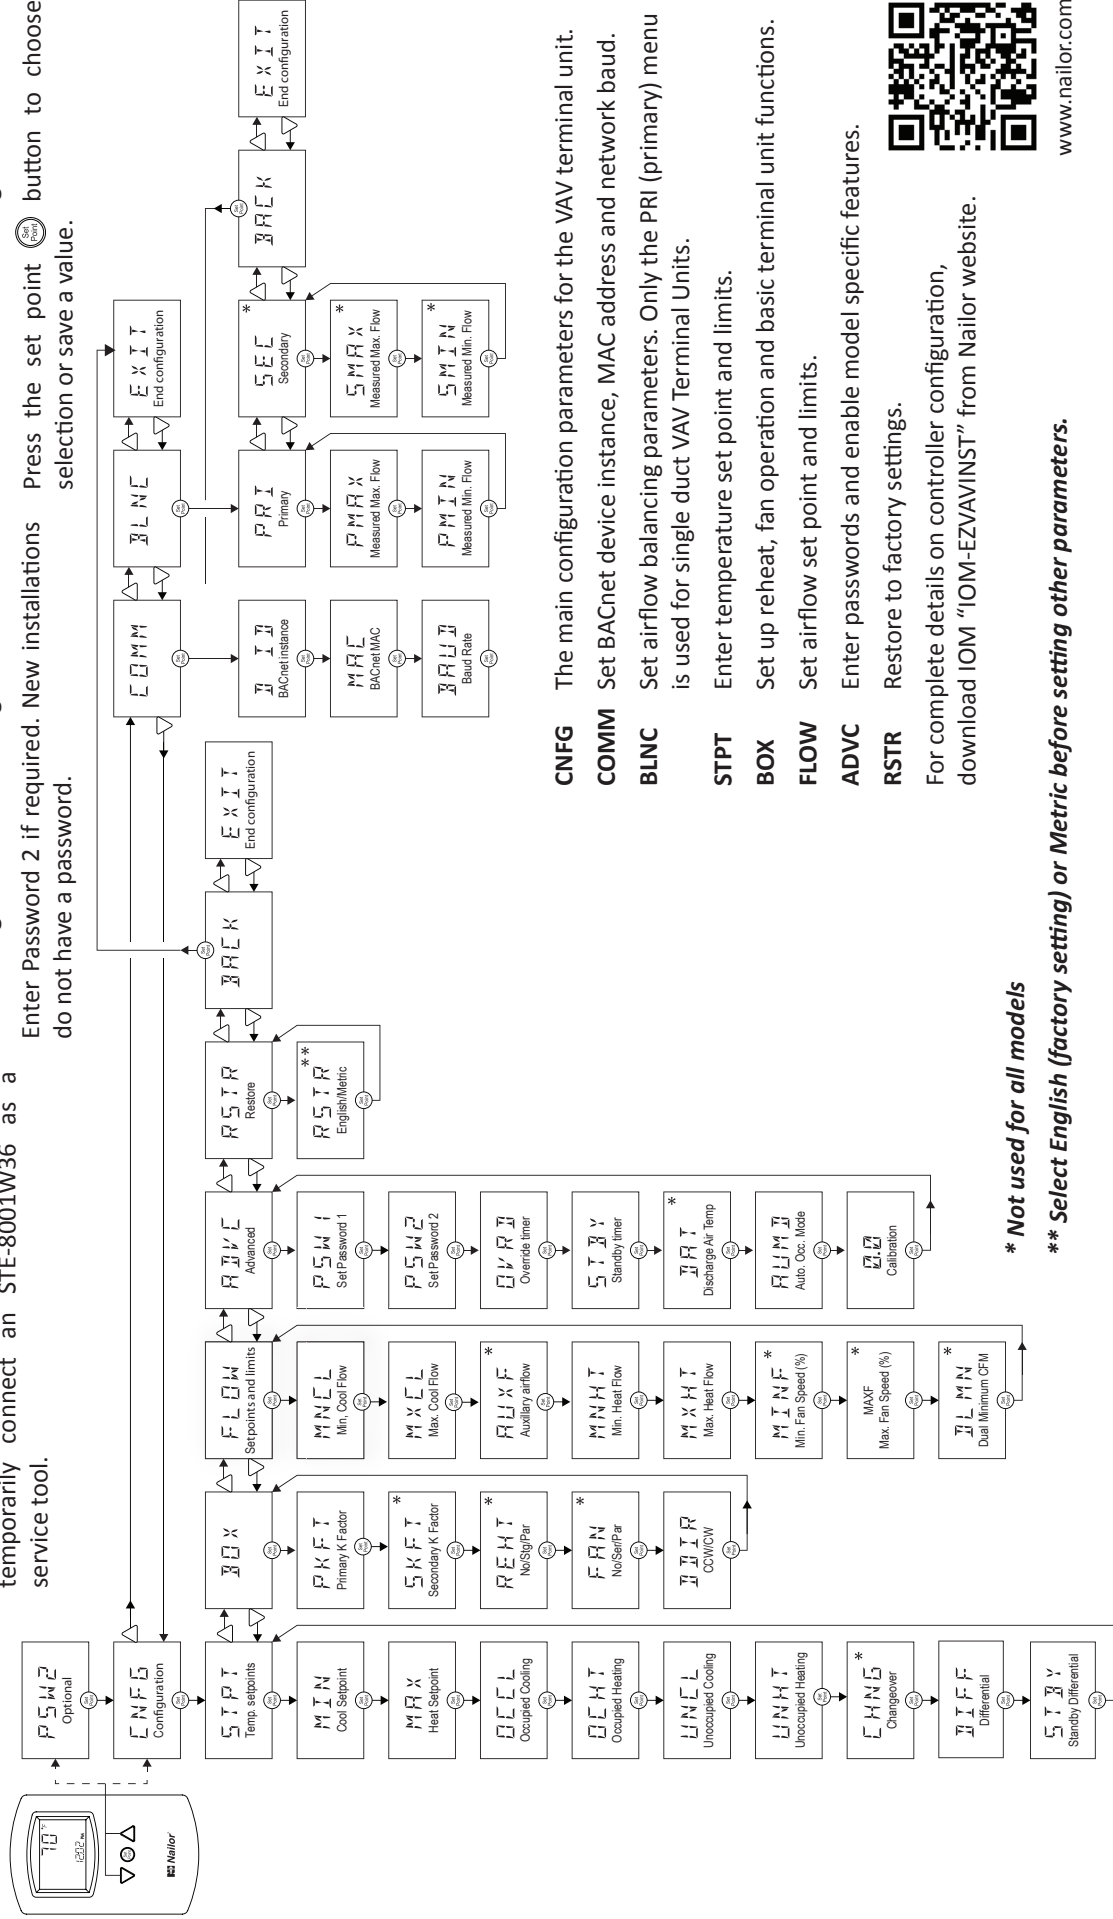 temporarily connect an STE-8001W36 as a
service tool.
Enter Password 2 if required. New installations
do not have a password.
Press the set point Set Point button to choose
selection or save a value.
70 °F
12:02 PM
Set Point
Nailor
PSW2
Optional
CNFG
Configuration
COMM
BLNC
EXIT
End configuration
STPT
Temp. setpoints
BOX
FLOW
Setpoints and limits
ADVC
Advanced
RSTR
Restore
BACK
EXIT
End configuration
MIN
Cool Setpoint
MAX
Heat Setpoint
OCCL
Occupied Cooling
OCHT
Occupied Heating
UNCL
Unoccupied Cooling
UNHT
Unoccupied Heating
CHNG *
Changeover
DIFF
Differential
STBY
Standby Differential
PKFT
Primary K Factor
SKFT *
Secondary K Factor
REHT *
No/Stg/Par
FAN *
No/Ser/Par
DDIR
CCW/CW
MNCL
Min, Cool Flow
MXCL
Max. Cool Flow
AUXF *
Auxiliary airflow
MNHT
Min. Heat Flow
MXHT
Max. Heat Flow
MINF *
Min. Fan Speed (%)
MAXF *
Max. Fan Speed (%)
DLMN *
Dual Minimum CFM
PSW1
Set Password 1
PSW2
Set Password 2
OVRD
Override timer
STBY
Standby timer
DAT *
Discharge Air Temp
AUMD
Auto. Occ. Mode
0.0
Calibration
RSTR **
English/Metric
D ID
BACnet instance
MAC
BACnet MAC
BAUD
Baud Rate
PRI
Primary
PMAX
Measured Max. Flow
PMIN
Measured Min. Flow
SEC *
Secondary
SMAX *
Measured Max. Flow
SMIN *
Measured Min. Flow
BACK
EXIT
End configuration
CNFG The main configuration parameters for the VAV terminal unit.
COMM Set BACnet device instance, MAC address and network baud.
BLNC Set airflow balancing parameters. Only the PRI (primary) menu
is used for single duct VAV Terminal Units.
STPT Enter temperature set point and limits.
BOX Set up reheat, fan operation and basic terminal unit functions.
FLOW Set airflow set point and limits.
ADVC Enter passwords and enable model specific features.
RSTR Restore to factory settings.
For complete details on controller configuration,
download IOM “IOM-EZVAVINST” from Nailor website.
* Not used for all models
** Select English (factory setting) or Metric before setting other parameters.
www.nailor.com